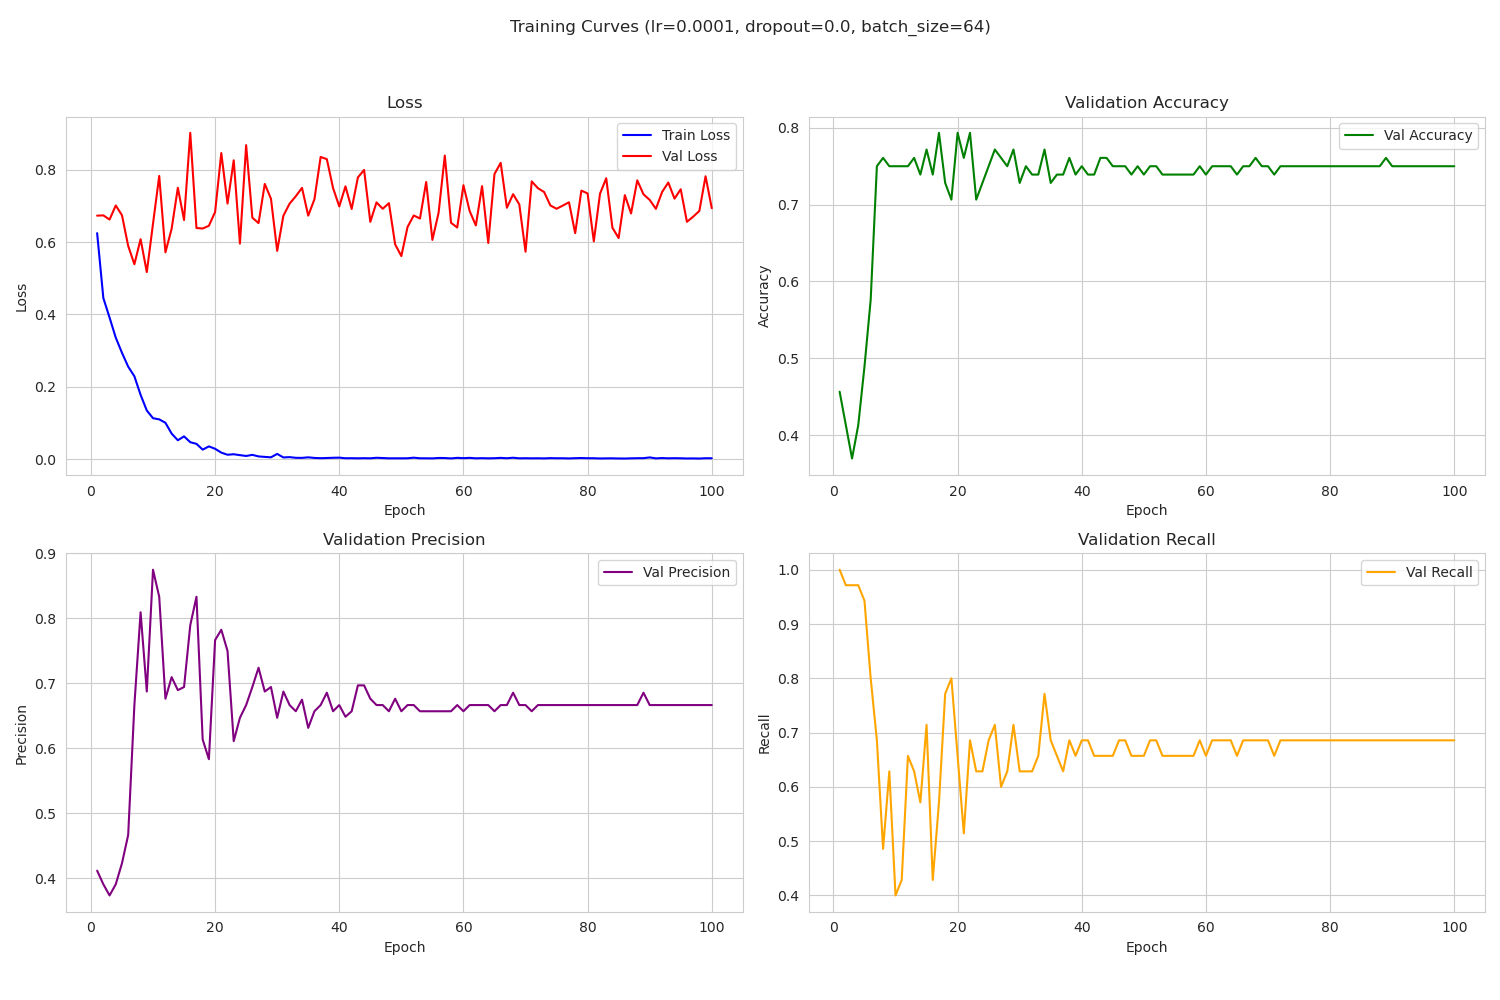 Training Curves (lr=0.0001, dropout=0.0, batch_size=64)
Loss
Train Loss
Val Loss
Loss
0.8
0.6
0.4
0.2
0.0
0 20 40 60 80 100
Epoch
Validation Accuracy
Val Accuracy
Accuracy
0.8
0.7
0.6
0.5
0.4
0 20 40 60 80 100
Epoch
Validation Precision
Val Precision
Precision
0.9
0.8
0.7
0.6
0.5
0.4
0 20 40 60 80 100
Epoch
Validation Recall
Val Recall
Recall
1.0
0.9
0.8
0.7
0.6
0.5
0.4
0 20 40 60 80 100
Epoch